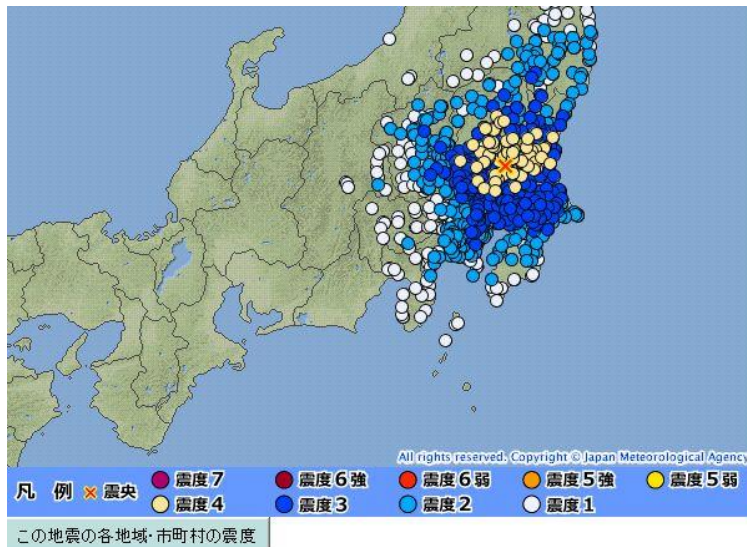 All rights reserved. Copyright © Japan Meteorological Agency
凡 例 × 震央 震度7 震度6強 震度6弱 震度5強 震度5弱
震度4 震度3 震度2 震度1
この地震の各地域・市町村の震度